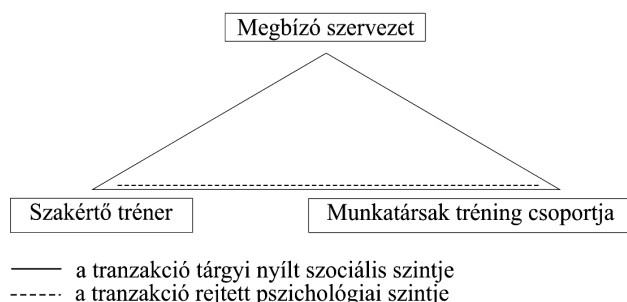 Megbízó szervezet
Szakértő tréner
Munkatársak tréning csoportja
a tranzakció tárgyi nyílt szociális szintje
a tranzakció rejtett pszichológiai szintje